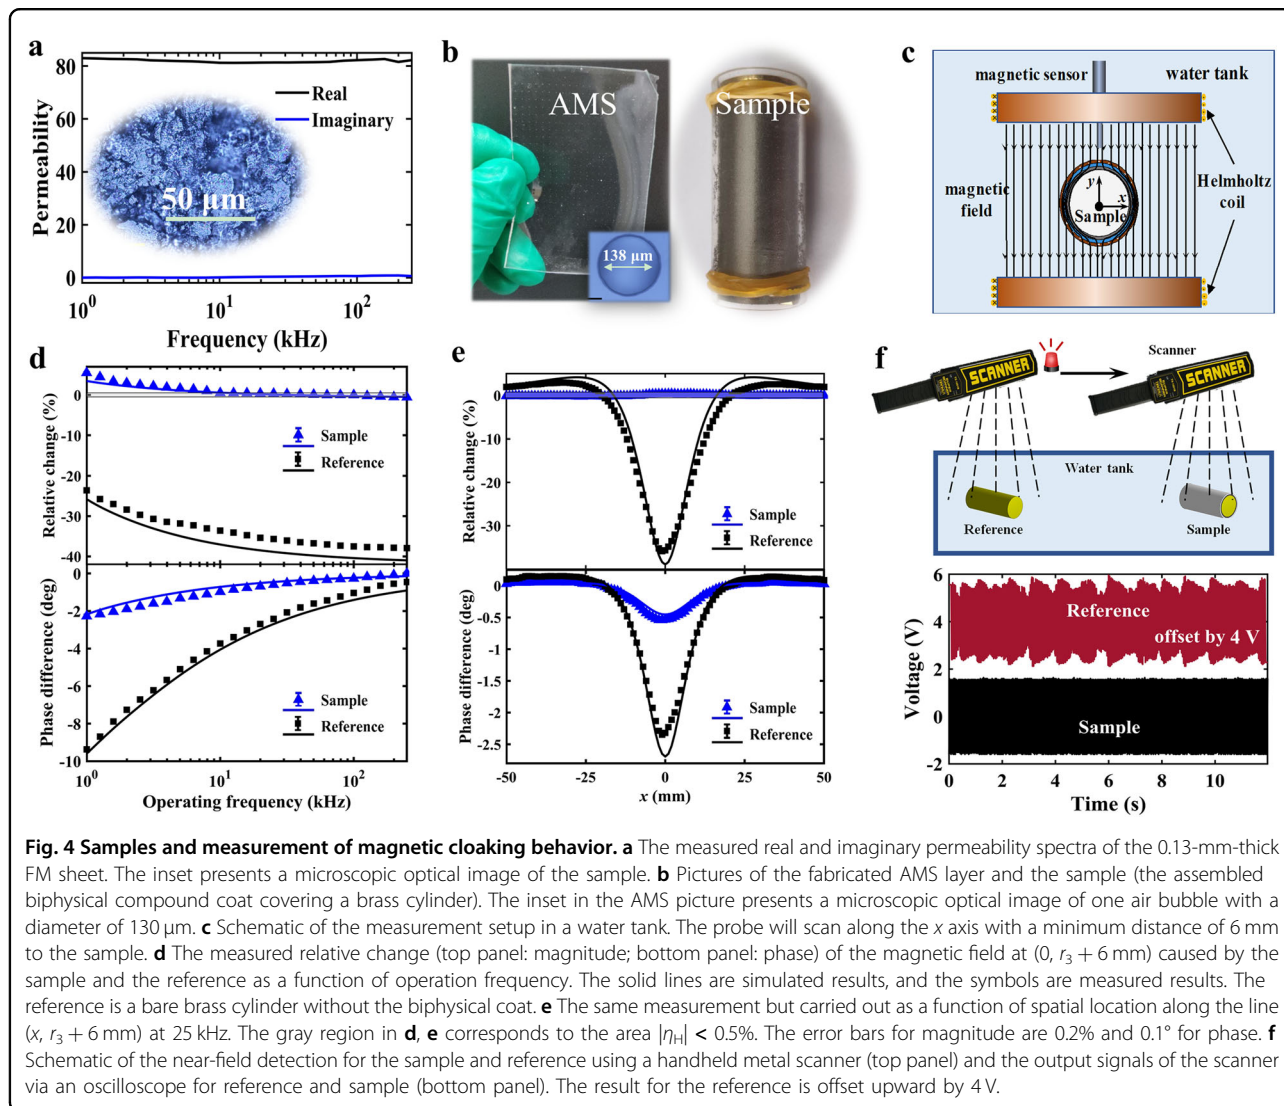 a
80
60
40
20
0
Permeability
Real
Imaginary
50 μm
10⁰
10¹
10²
Frequency (kHz)
b
AMS
138 μm
Sample
c
magnetic sensor
water tank
magnetic
field
Helmholtz
coil
y
x
Sample
d
0
-10
-20
-30
-40
Relative change (%)
Sample
Reference
0
-2
-4
-6
-8
-10
Phase difference (deg)
Sample
Reference
10⁰
10¹
10²
Operating frequency (kHz)
e
0
-10
-20
-30
Relative change (%)
Sample
Reference
0
-0.5
-1
-1.5
-2
-2.5
Phase difference (deg)
Sample
Reference
-50
-25
0
25
50
x (mm)
f
Scanner
SCANNER
SCANNER
Water tank
Reference
Sample
6
4
2
0
-2
Voltage (V)
Reference
offset by 4 V
Sample
0
2
4
6
8
10
Time (s)
Fig. 4 Samples and measurement of magnetic cloaking behavior. a The measured real and imaginary permeability spectra of the 0.13-mm-thick
FM sheet. The inset presents a microscopic optical image of the sample. b Pictures of the fabricated AMS layer and the sample (the assembled
biphysical compound coat covering a brass cylinder). The inset in the AMS picture presents a microscopic optical image of one air bubble with a
diameter of 130 μm. c Schematic of the measurement setup in a water tank. The probe will scan along the x axis with a minimum distance of 6 mm
to the sample. d The measured relative change (top panel: magnitude; bottom panel: phase) of the magnetic field at (0, r₃ + 6 mm) caused by the
sample and the reference as a function of operation frequency. The solid lines are simulated results, and the symbols are measured results. The
reference is a bare brass cylinder without the biphysical coat. e The same measurement but carried out as a function of spatial location along the line
(x, r₃ + 6 mm) at 25 kHz. The gray region in d, e corresponds to the area |η_H| < 0.5%. The error bars for magnitude are 0.2% and 0.1° for phase. f
Schematic of the near-field detection for the sample and reference using a handheld metal scanner (top panel) and the output signals of the scanner
via an oscilloscope for reference and sample (bottom panel). The result for the reference is offset upward by 4 V.